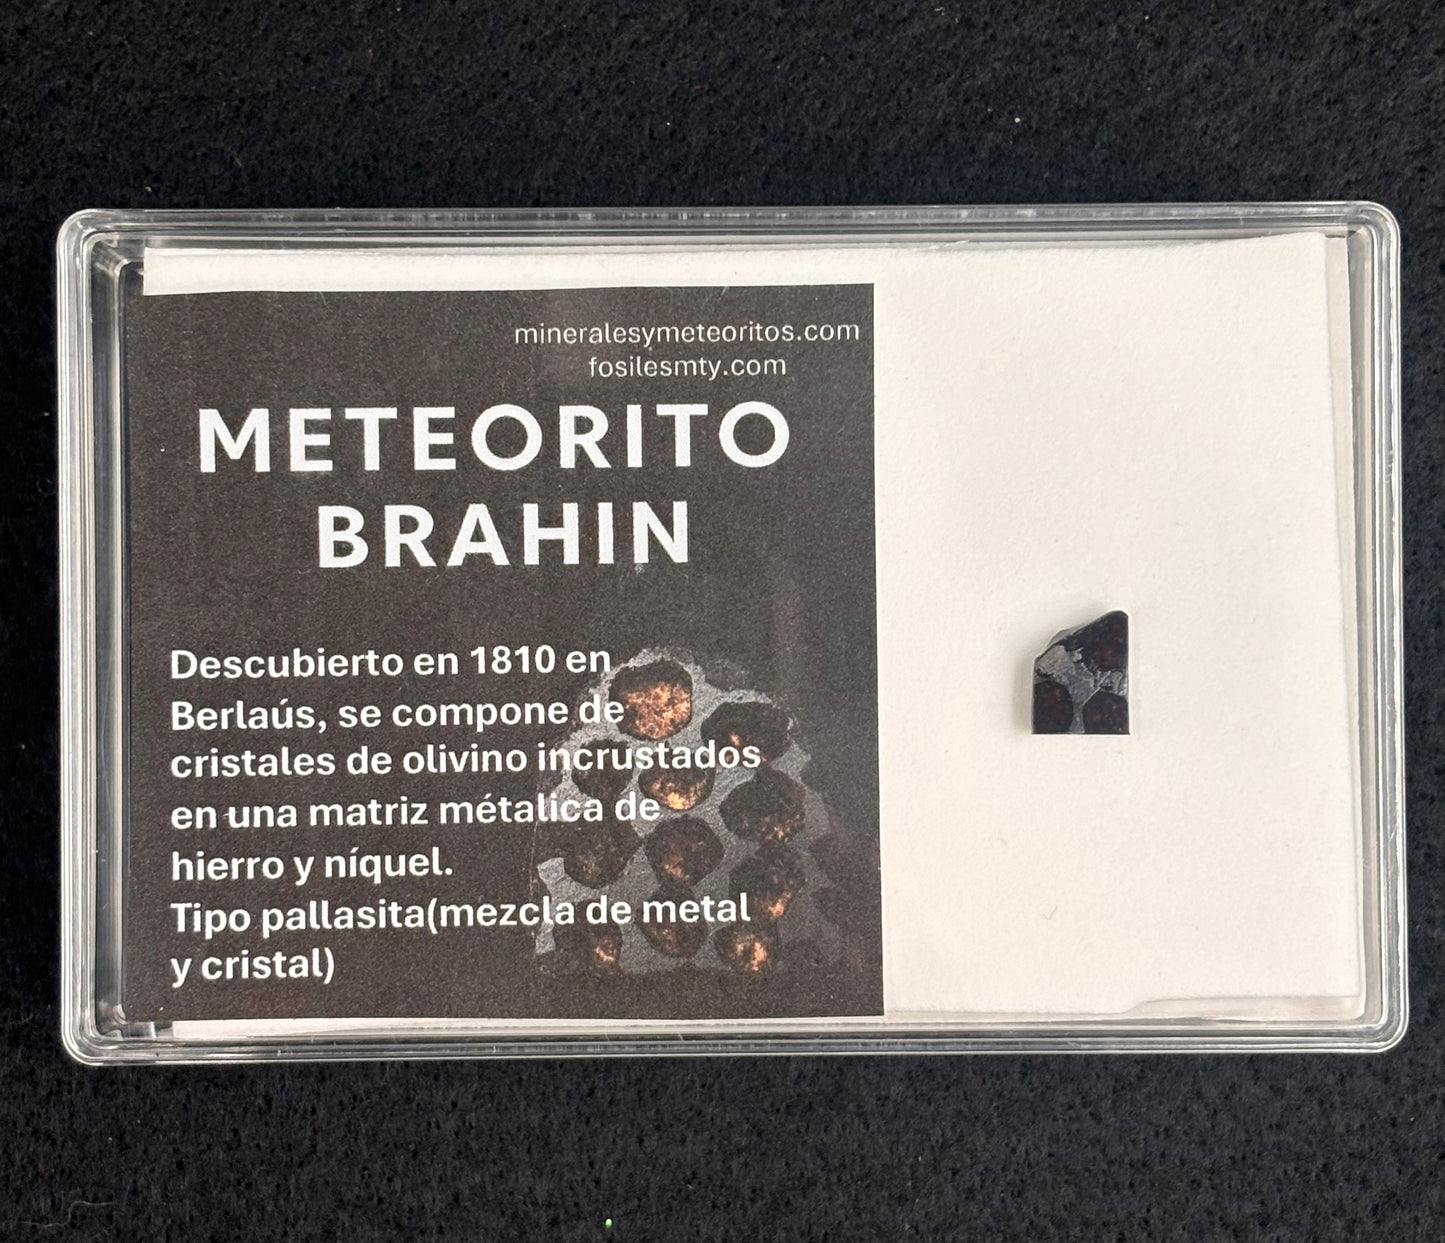 mineralesymeteoritos.com
fosilesmty.com
METEORITO
BRAHIN
Descubierto en 1810 en
Berlaús, se compone de
cristales de olivino incrustados
en una matriz métalica de
hierro y níquel.
Tipo pallasita(mezcla de metal
y cristal)